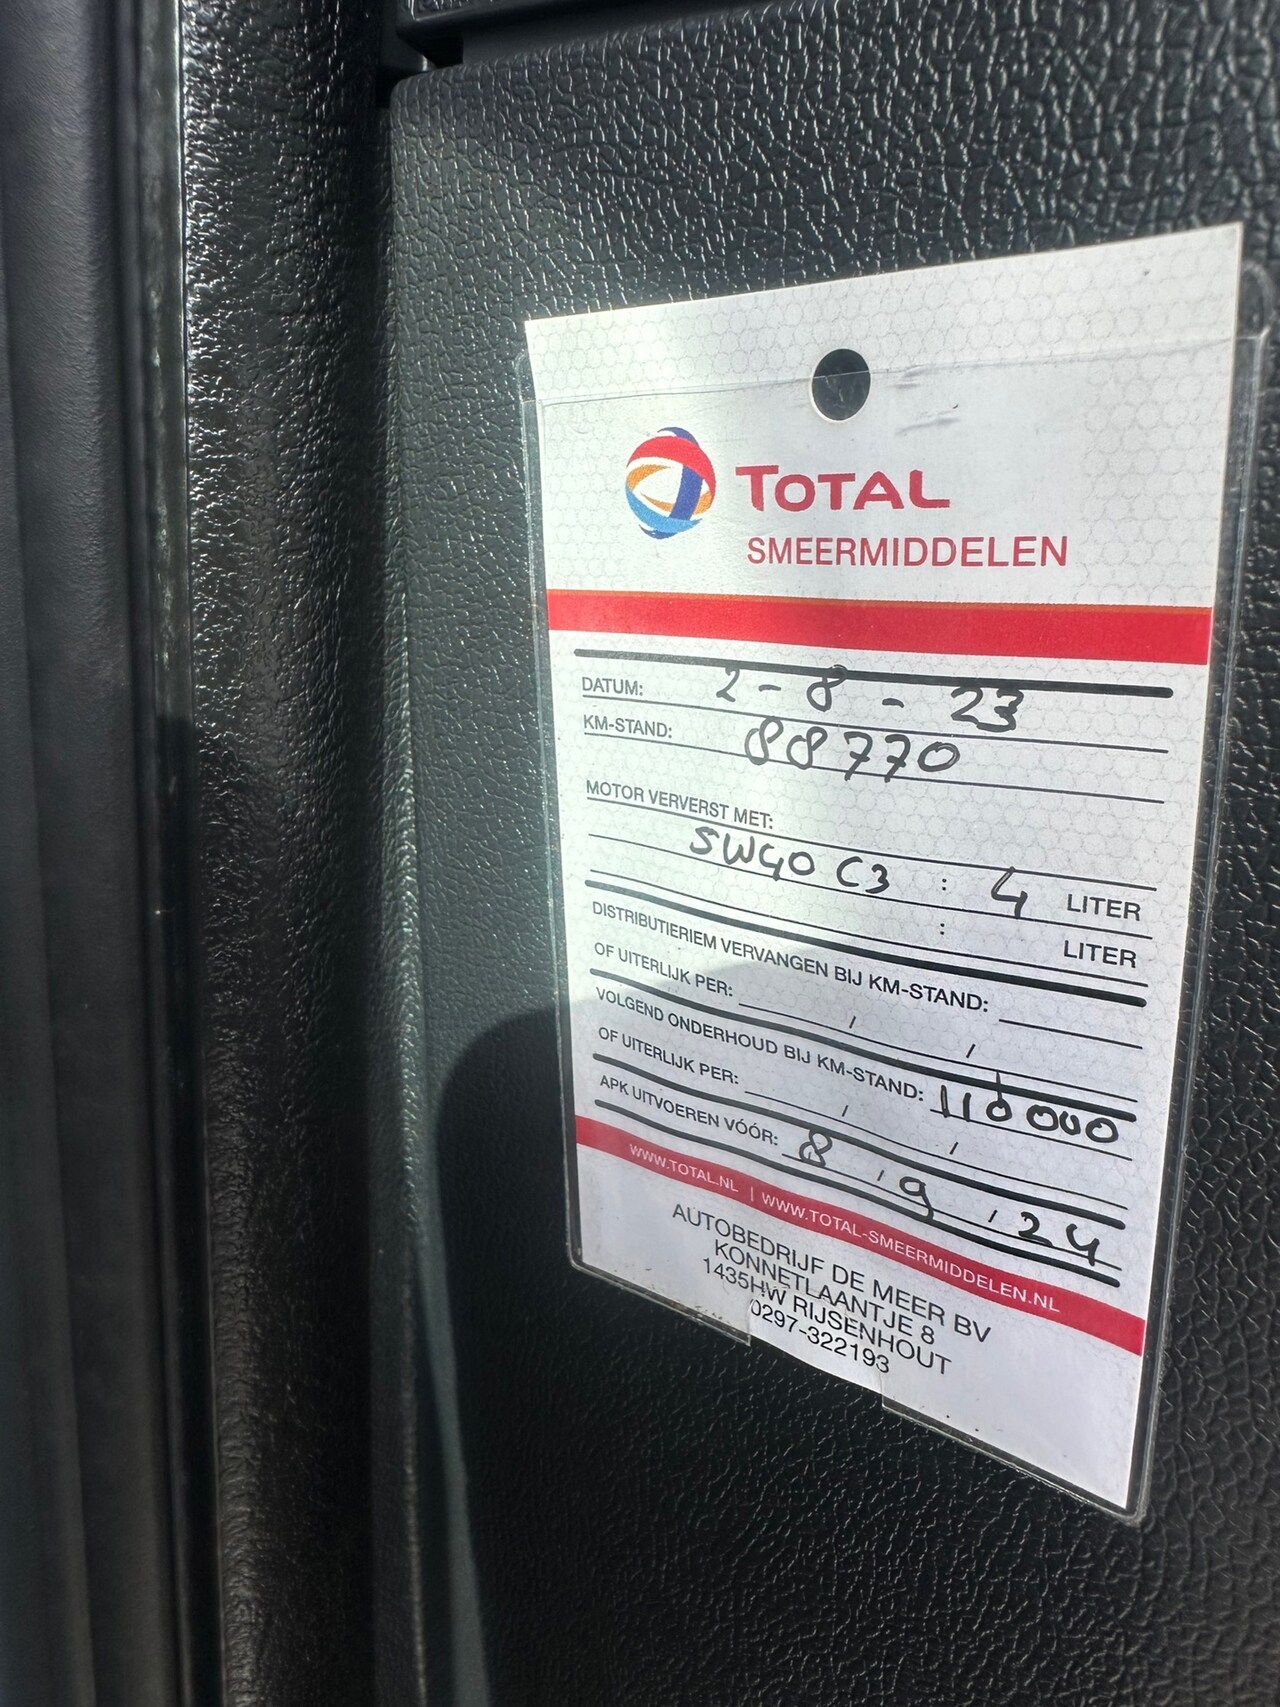 TOTAL
SMEERMIDDELEN
DATUM: 2-8-23
KM-STAND: 88770
MOTOR VERVERST MET:
5W40 C3 : 4 LITER
: LITER
DISTRIBUTIERIEM VERVANGEN BIJ KM-STAND:
OF UITERLIJK PER: / /
VOLGEND ONDERHOUD BIJ KM-STAND: 110000
OF UITERLIJK PER: / /
APK UITVOEREN VÓÓR: 8 / 9 / 24
WWW.TOTAL.NL | WWW.TOTAL-SMEERMIDDELEN.NL
AUTOBEDRIJF DE MEER BV
KONNETLAANTJE 8
1435HW RIJSENHOUT
0297-322193